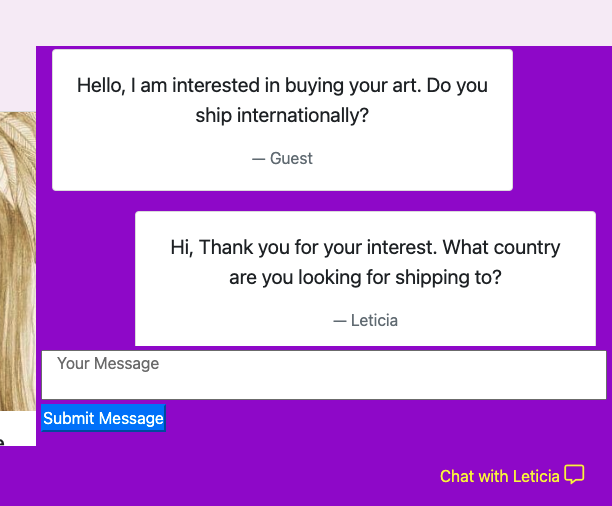 Hello, I am interested in buying your art. Do you
ship internationally?
— Guest
Hi, Thank you for your interest. What country
are you looking for shipping to?
— Leticia
Your Message
Submit Message
Chat with Leticia